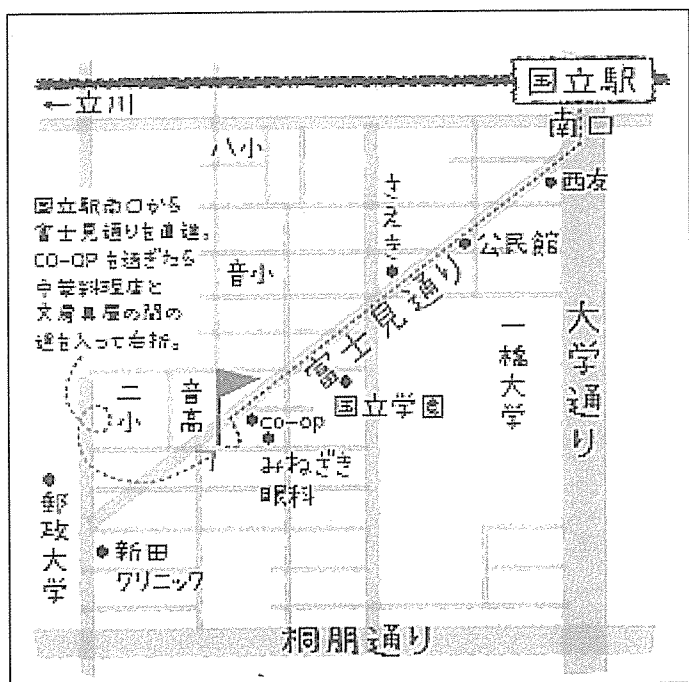 国立駅
←立川
南口
八小
西友
さえき
国立駅南口から
富士見通りを直進。
CO-OPを過ぎたら
中華料理店と
文房具屋の間の
道を入って右折。
公民館
音小
富士見通り
一橋大学
大学通り
二小
音高
国立学園
co-op
みねざき
眼科
郵政大学
新田
クリニック
桐朋通り